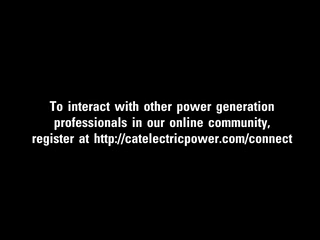 To interact with other power generation
professionals in our online community,
register at http://catelectricpower.com/connect